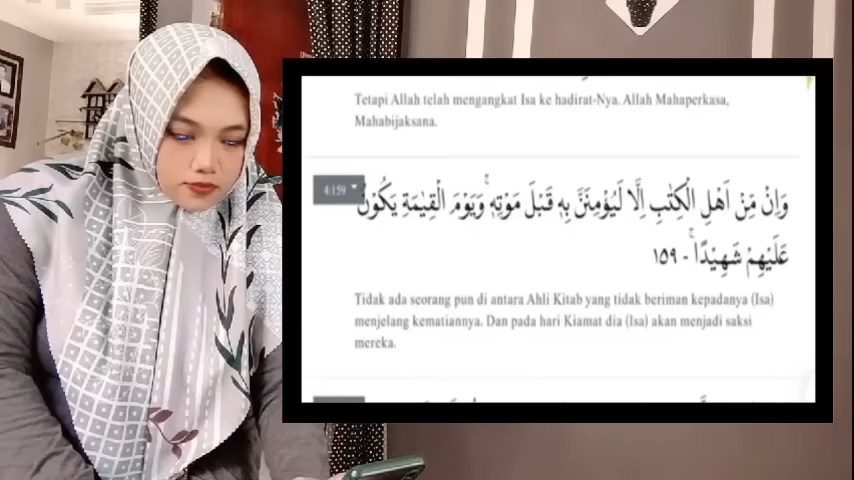 Tetapi Allah telah mengangkat Isa ke hadirat-Nya. Allah Mahaperkasa,
Mahabijaksana.
4:159
وَاِنْ مِّنْ اَهْلِ الْكِتٰبِ اِلَّا لَيُؤْمِنَنَّ بِهٖ قَبْلَ مَوْتِهٖ ۚوَيَوْمَ الْقِيٰمَةِ يَكُوْنُ
عَلَيْهِمْ شَهِيْدًاۚ - ١٥٩
Tidak ada seorang pun di antara Ahli Kitab yang tidak beriman kepadanya (Isa)
menjelang kematiannya. Dan pada hari Kiamat dia (Isa) akan menjadi saksi
mereka.